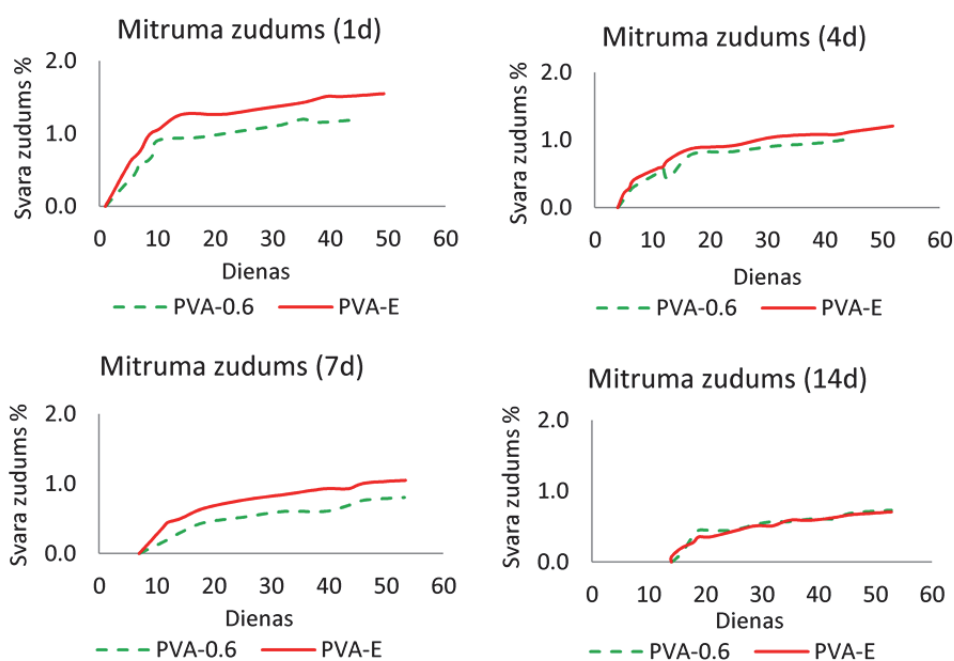 Mitruma zudums (1d)
Svara zudums %
2.0
1.0
0.0
0 10 20 30 40 50 60
Dienas
PVA-0.6 PVA-E
Mitruma zudums (4d)
Svara zudums %
2.0
1.0
0.0
0 10 20 30 40 50 60
Dienas
PVA-0.6 PVA-E
Mitruma zudums (7d)
Svara zudums %
2.0
1.0
0.0
0 10 20 30 40 50 60
Dienas
PVA-0.6 PVA-E
Mitruma zudums (14d)
Svara zudums %
2.0
1.0
0.0
0 10 20 30 40 50 60
Dienas
PVA-0.6 PVA-E